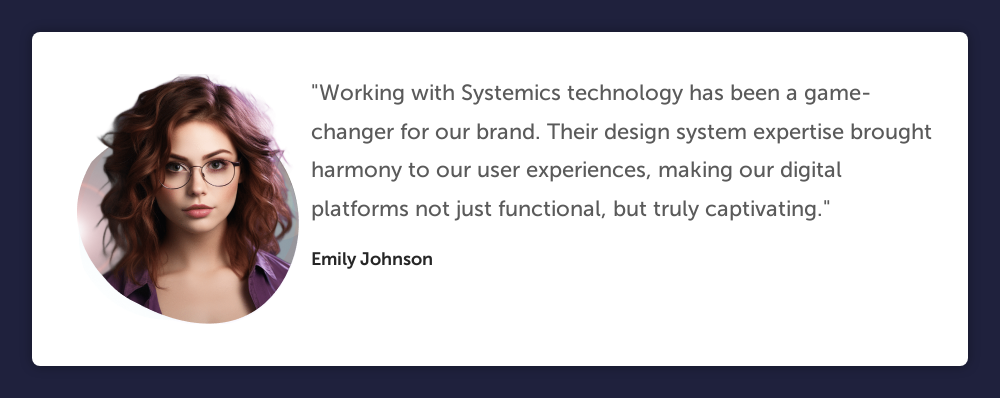 "Working with Systemics technology has been a game-
changer for our brand. Their design system expertise brought
harmony to our user experiences, making our digital
platforms not just functional, but truly captivating."
Emily Johnson